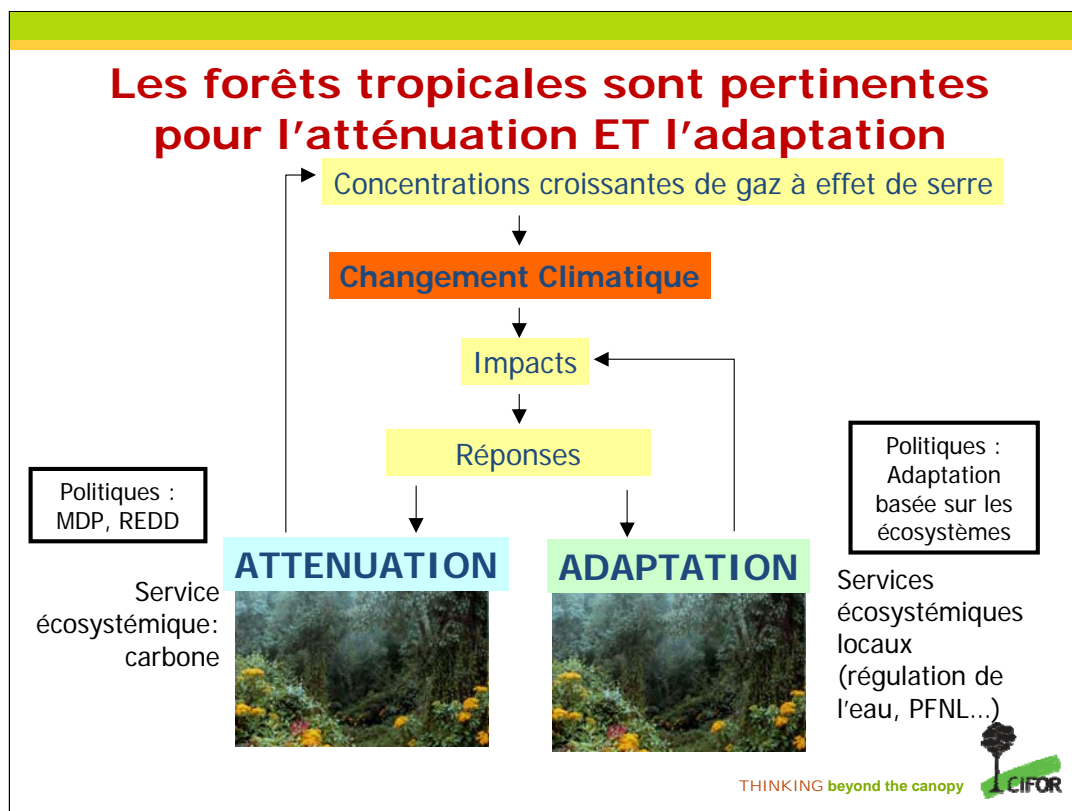 Les forêts tropicales sont pertinentes
pour l'atténuation ET l'adaptation
Concentrations croissantes de gaz à effet de serre
Changement Climatique
Impacts
Réponses
Politiques :
MDP, REDD
Politiques :
Adaptation
basée sur les
écosystèmes
ATTENUATION
ADAPTATION
Service
écosystémique:
carbone
Services
écosystémiques
locaux
(régulation de
l'eau, PFNL...)
THINKING beyond the canopy
CIFOR